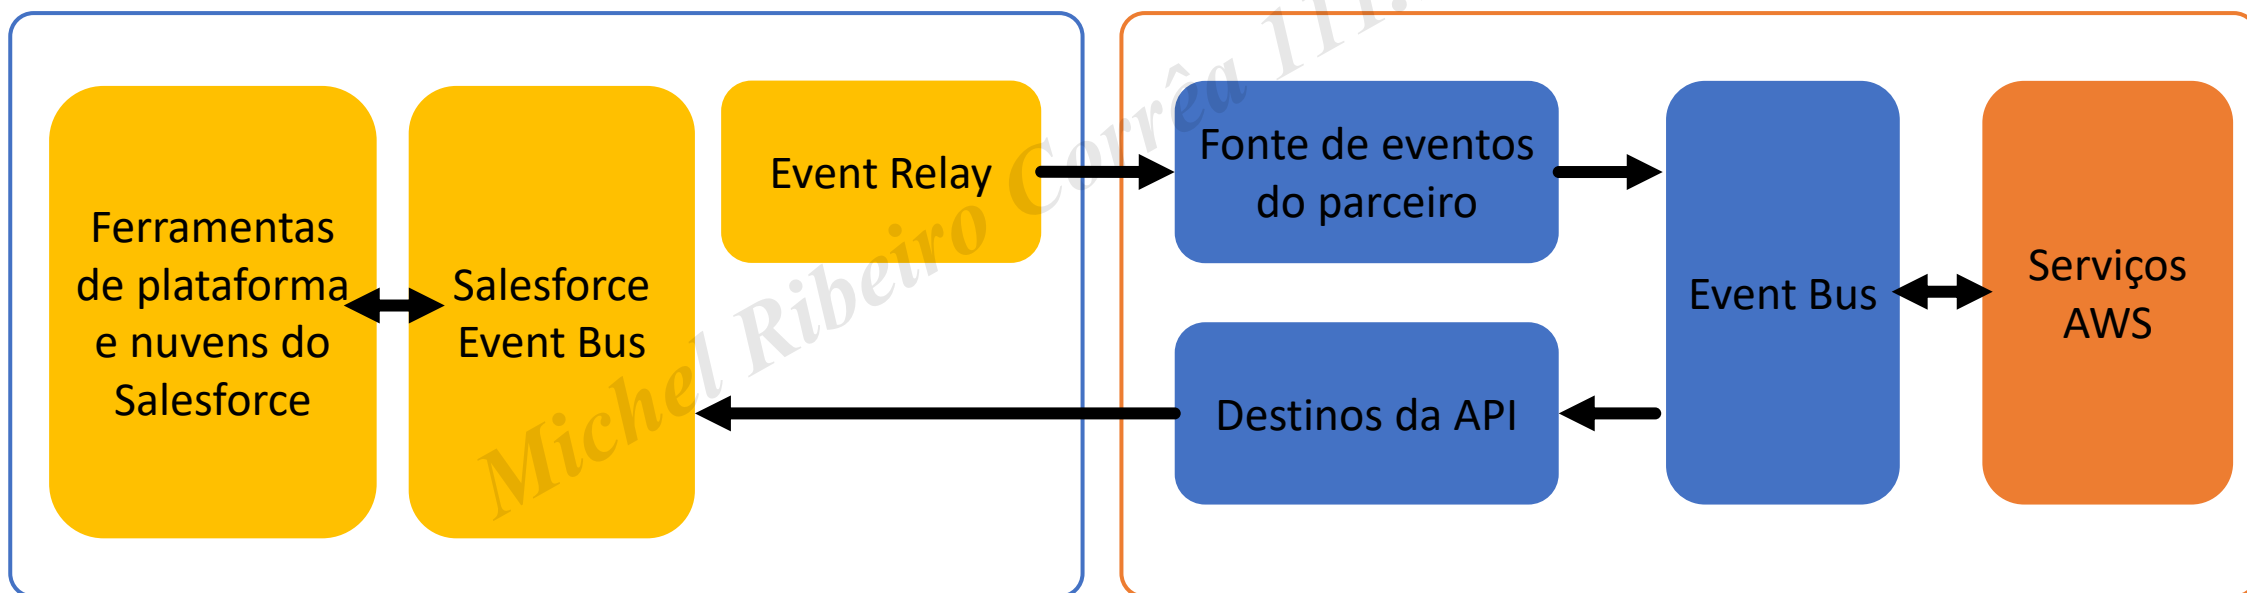 Ferramentas
de plataforma
e nuvens do
Salesforce
Salesforce
Event Bus
Event Relay
Fonte de eventos
do parceiro
Destinos da API
Event Bus
Serviços
AWS
Michel Ribeiro Corrêa 111.